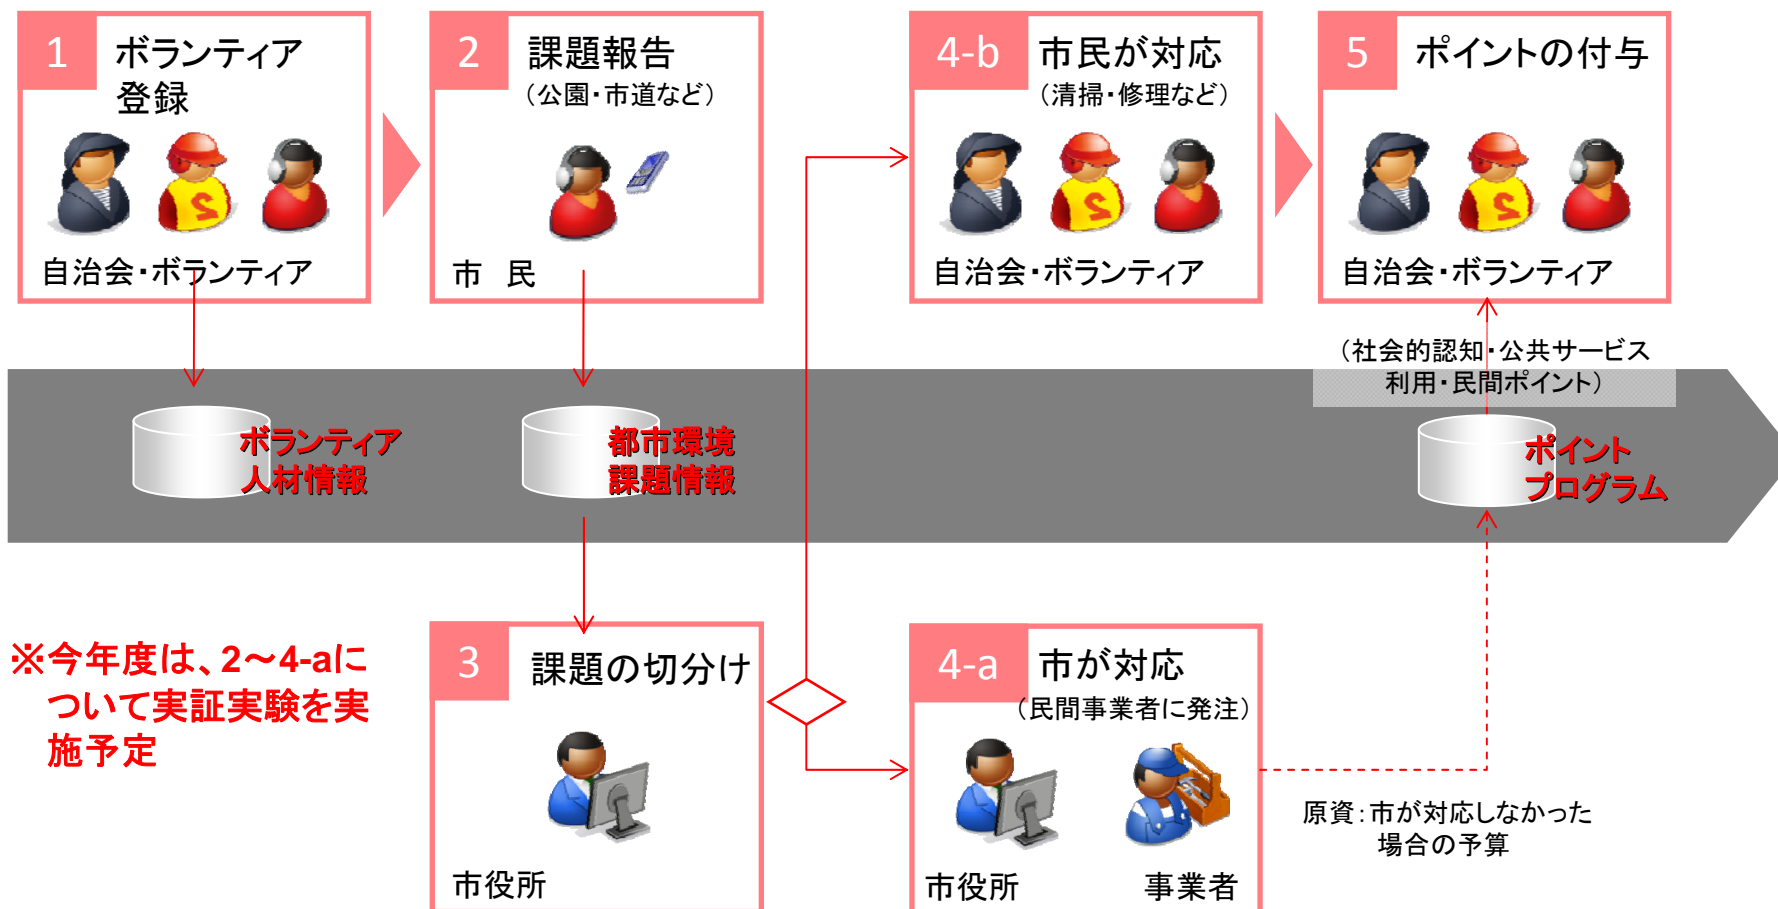 1
ボランティア
登録
自治会・ボランティア
2
課題報告
（公園・市道など）
市　民
4-b
市民が対応
（清掃・修理など）
自治会・ボランティア
5
ポイントの付与
自治会・ボランティア
（社会的認知・公共サービス
利用・民間ポイント）
ボランティア
人材情報
都市環境
課題情報
ポイント
プログラム
※今年度は、2～4-aに
ついて実証実験を実
施予定
3
課題の切分け
市役所
4-a
市が対応
（民間事業者に発注）
市役所
事業者
原資：市が対応しなかった
場合の予算